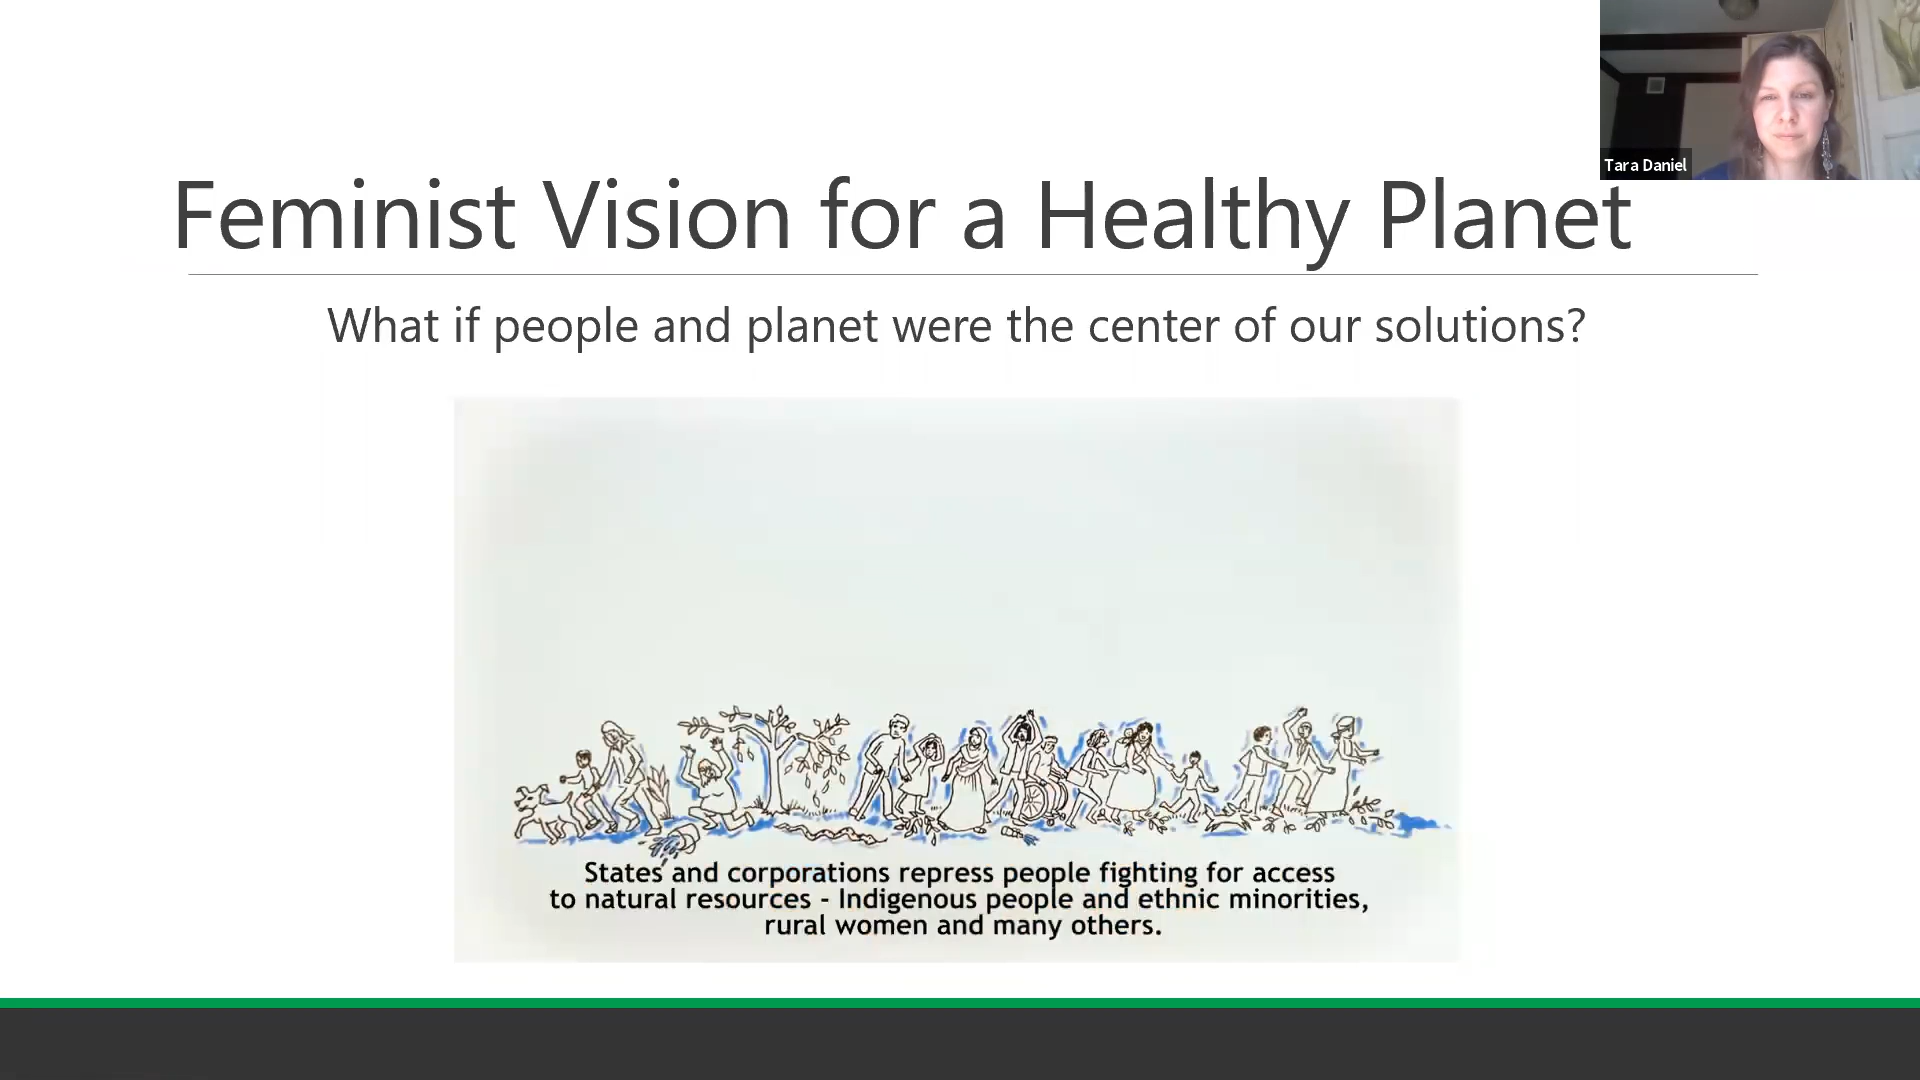 Tara Daniel
Feminist Vision for a Healthy Planet
What if people and planet were the center of our solutions?
States and corporations repress people fighting for access
to natural resources - Indigenous people and ethnic minorities,
rural women and many others.